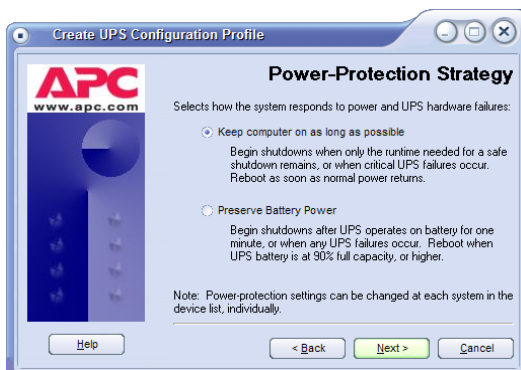 Create UPS Configuration Profile
APC
www.apc.com
Power-Protection Strategy
Selects how the system responds to power and UPS hardware failures:
Keep computer on as long as possible
Begin shutdowns when only the runtime needed for a safe
shutdown remains, or when critical UPS failures occur.
Reboot as soon as normal power returns.
Preserve Battery Power
Begin shutdowns after UPS operates on battery for one
minute, or when any UPS failures occur. Reboot when
UPS battery is at 90% full capacity, or higher.
Note: Power-protection settings can be changed at each system in the
device list, individually.
Help
< Back
Next >
Cancel